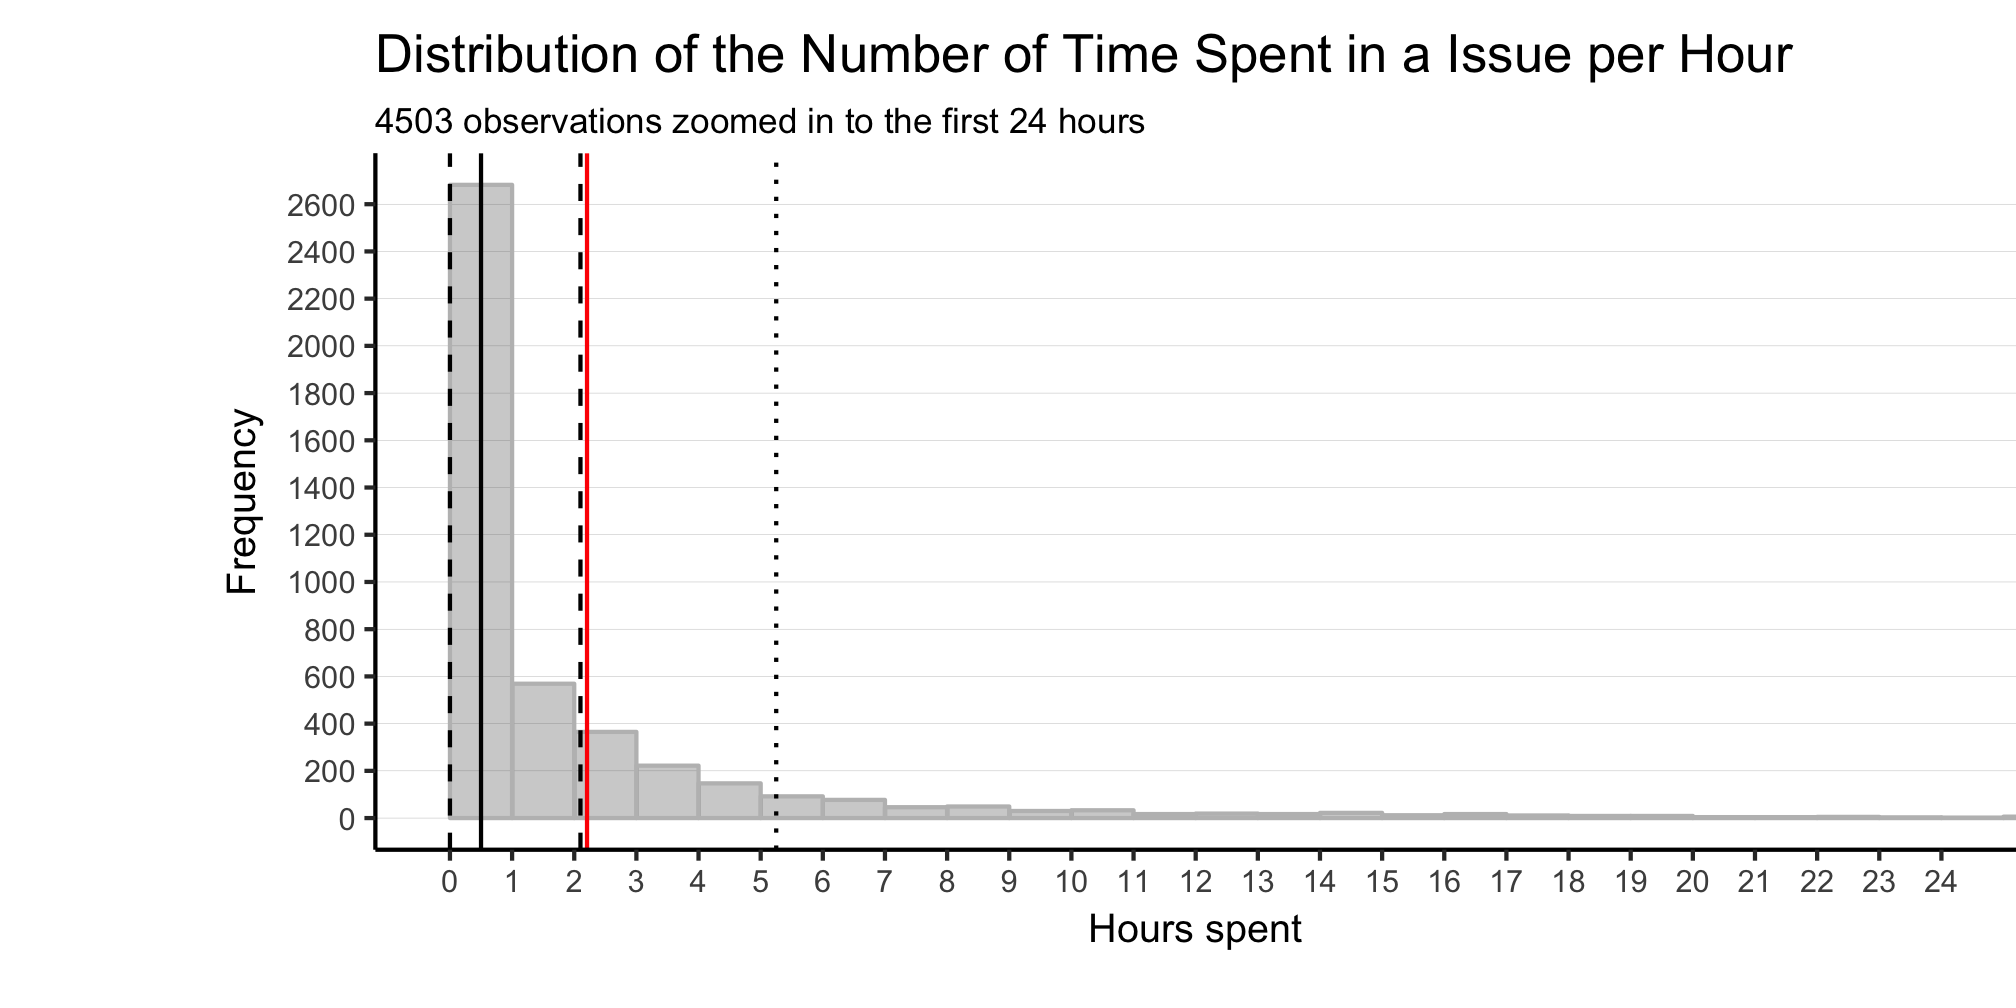 Distribution of the Number of Time Spent in a Issue per Hour
4503 observations zoomed in to the first 24 hours
Frequency
2600
2400
2200
2000
1800
1600
1400
1200
1000
800
600
400
200
0
0 1 2 3 4 5 6 7 8 9 10 11 12 13 14 15 16 17 18 19 20 21 22 23 24
Hours spent